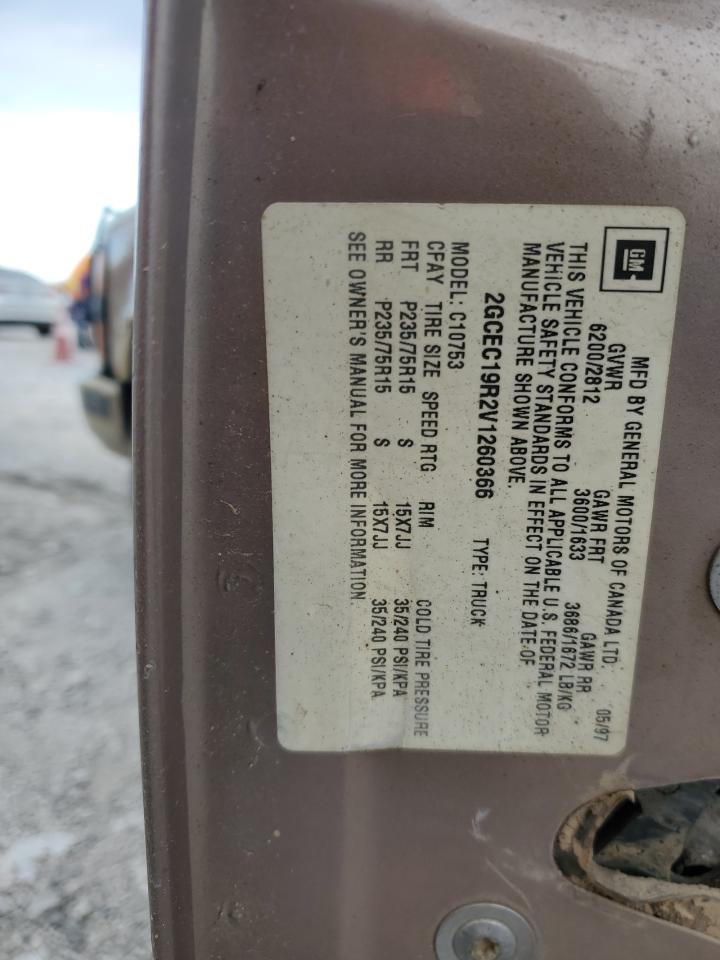 GM
MFD BY GENERAL MOTORS OF CANADA LTD.
05/97
GVWR GAWR FRT GAWR RR
6200/2812 3600/1633 3686/1672 LB/KG
THIS VEHICLE CONFORMS TO ALL APPLICABLE U.S. FEDERAL MOTOR
VEHICLE SAFETY STANDARDS IN EFFECT ON THE DATE OF
MANUFACTURE SHOWN ABOVE.
2GCEC19R2V1260366 TYPE: TRUCK
MODEL: C10753
CFAY TIRE SIZE SPEED RTG RIM COLD TIRE PRESSURE
FRT P235/75R15 S 15X7JJ 35/240 PSI/KPA
RR P235/75R15 S 15X7JJ 35/240 PSI/KPA
SEE OWNER'S MANUAL FOR MORE INFORMATION.